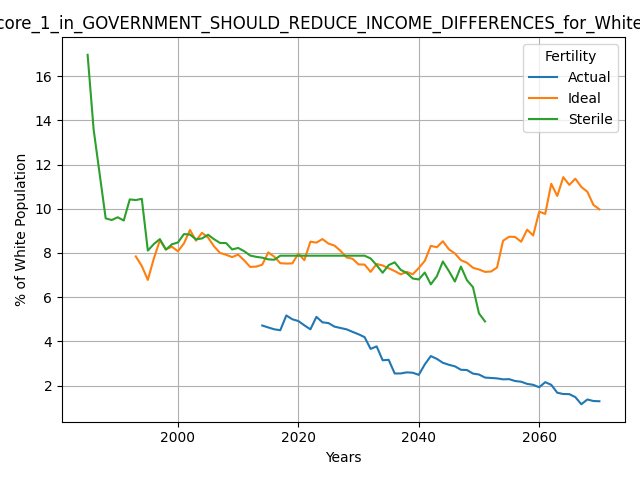 core_1_in_GOVERNMENT_SHOULD_REDUCE_INCOME_DIFFERENCES_for_White
Fertility
Actual
Ideal
Sterile
% of White Population
16
14
12
10
8
6
4
2
2000 2020 2040 2060
Years